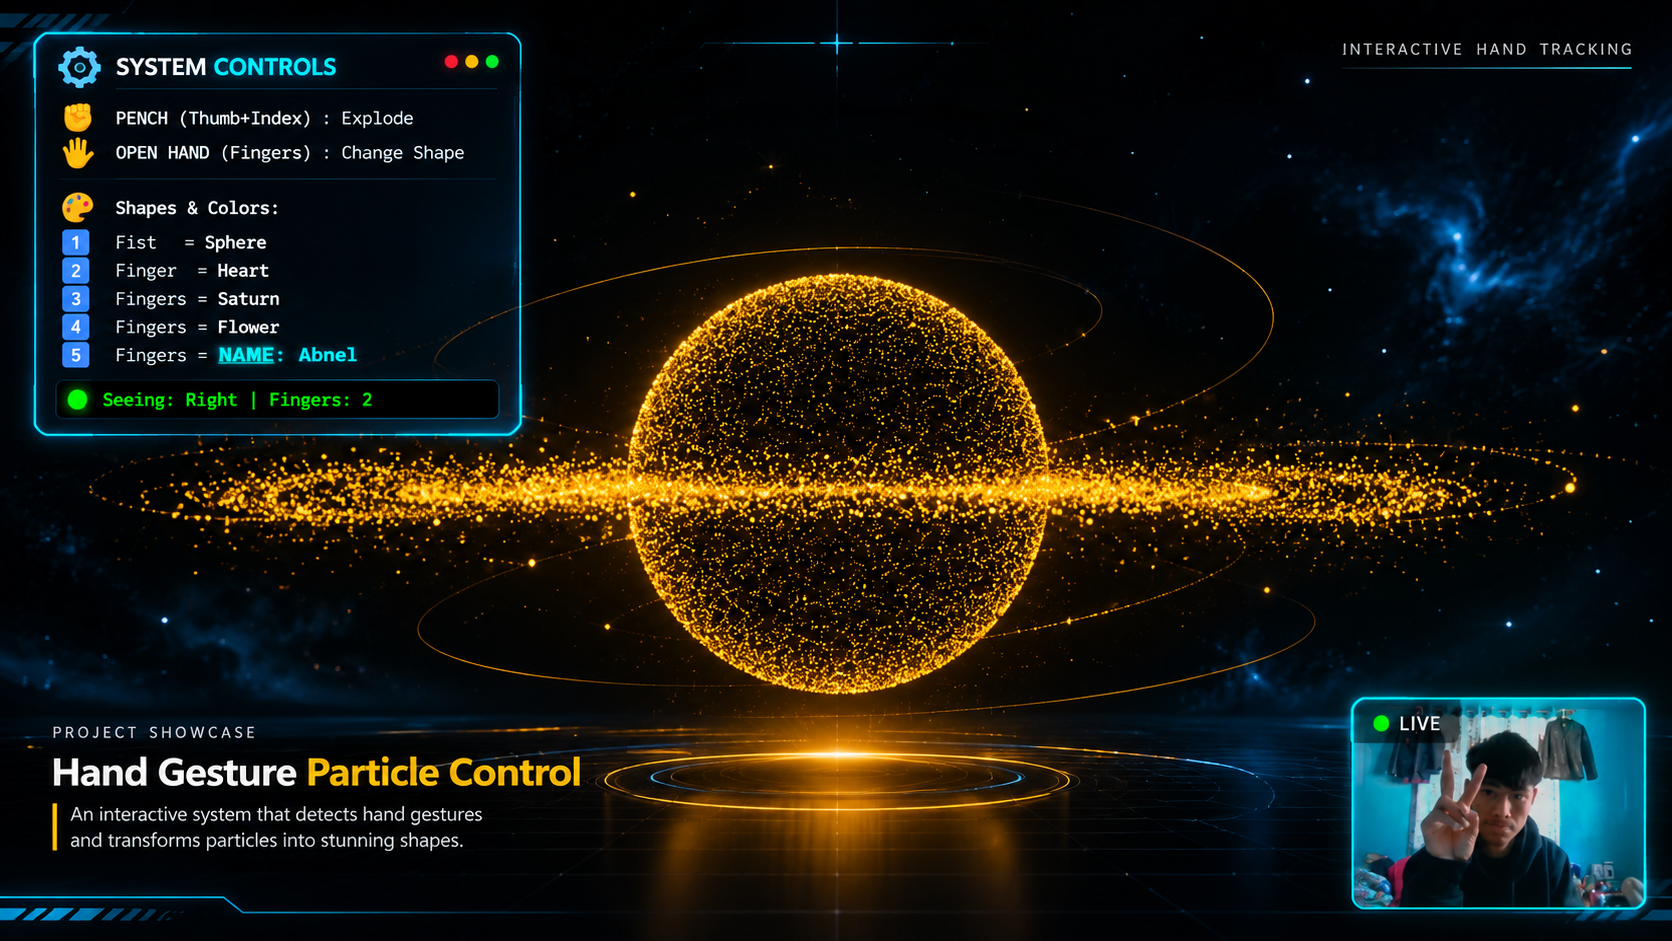 SYSTEM CONTROLS
PENCH (Thumb+Index) : Explode
OPEN HAND (Fingers) : Change Shape
Shapes & Colors:
1 Fist = Sphere
2 Finger = Heart
3 Fingers = Saturn
4 Fingers = Flower
5 Fingers = NAME: Abnel
Seeing: Right | Fingers: 2
INTERACTIVE HAND TRACKING
PROJECT SHOWCASE
Hand Gesture Particle Control
An interactive system that detects hand gestures
and transforms particles into stunning shapes.
LIVE